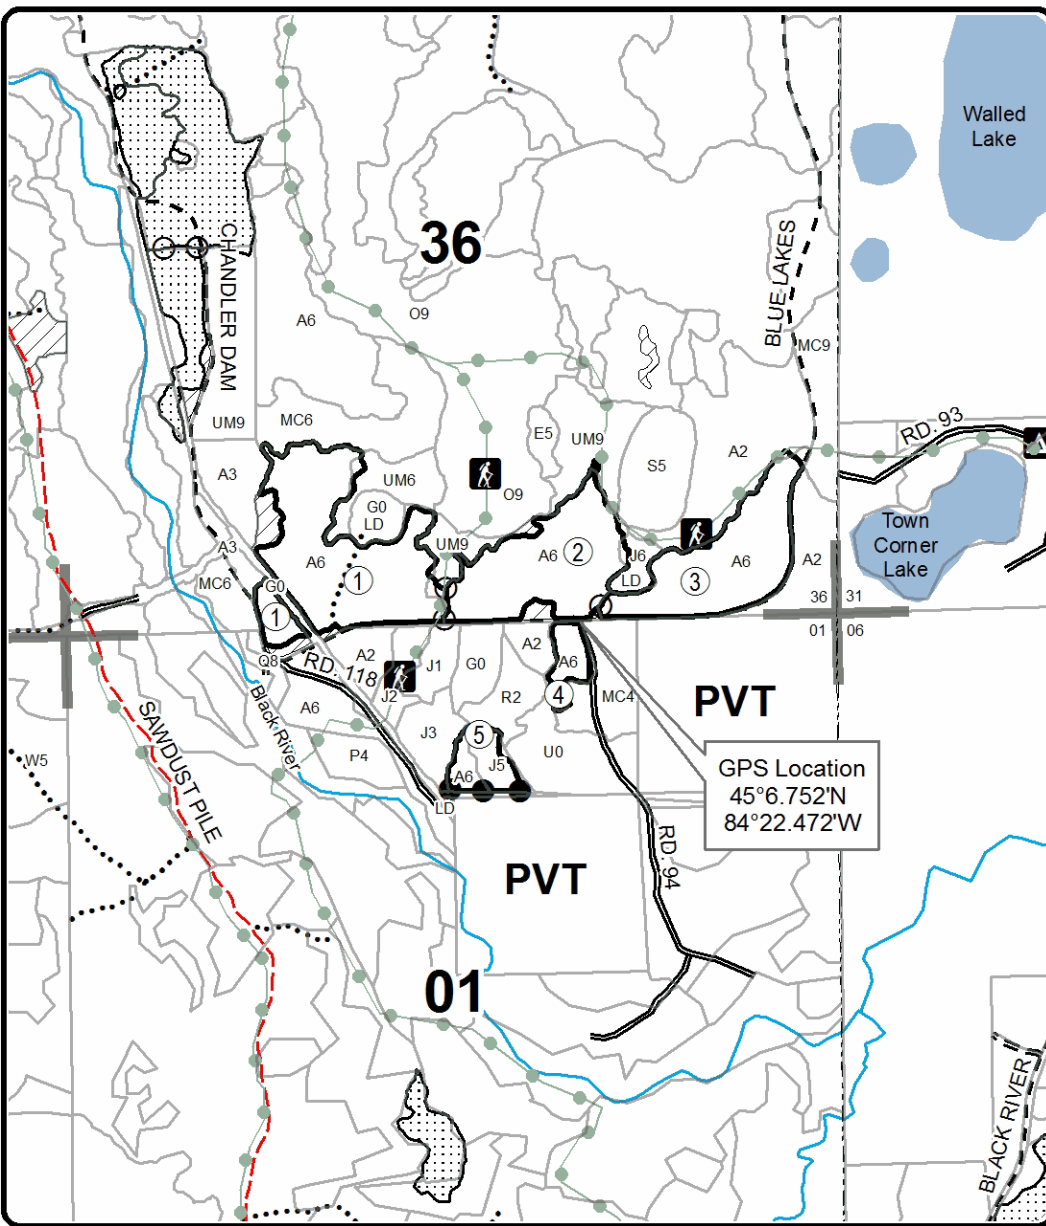 Walled
Lake
36
CHANDLER DAM
BLUE LAKES
A6
O9
MC9
UM9
MC6
E5
UM9
RD. 93
A3
UM6
S5
A2
G0
LD
O9
Town
Corner
Lake
A3
UM9
A6
1
A6
2
J6
A6
A2
MC6
G0
LD
3
1
36
31
01
06
Q8
RD. 118
A2
J1
G0
A2
A6
J2
R2
4
MC4
PVT
A6
Black River
SAWDUST PILE
J3
5
U0
W5
P4
J5
A6
GPS Location
45°6.752'N
84°22.472'W
LD
RD. 94
PVT
01
BLACK RIVER